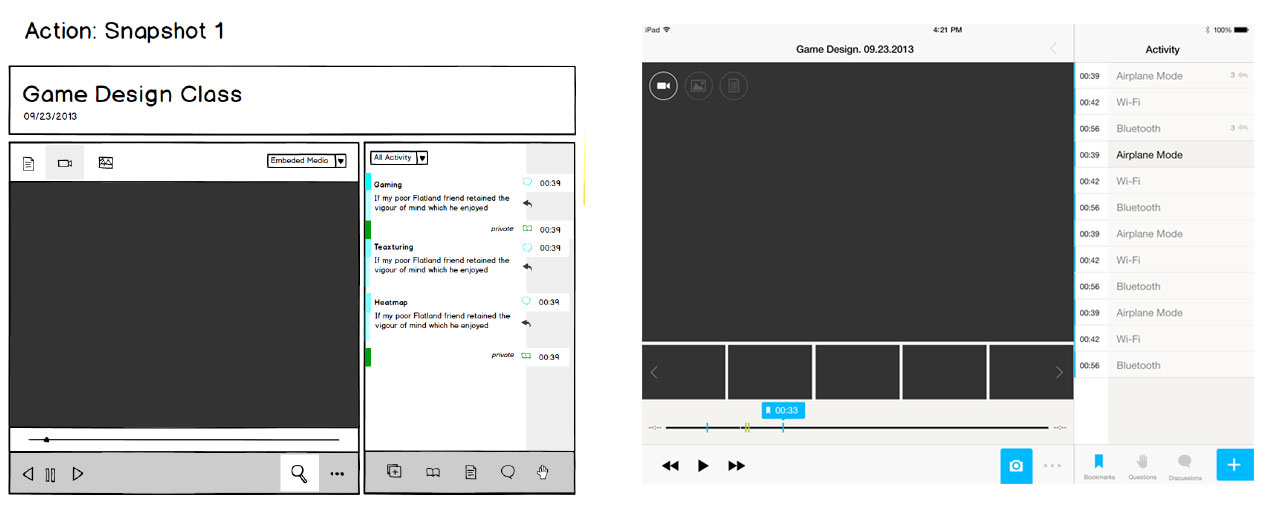 Action: Snapshot 1
Game Design Class
09/23/2013
Embeded Media
All Activity
Gaming
00:39
If my poor Flatland friend retained the
vigour of mind which he enjoyed
private 00:39
Teaxturing
00:39
If my poor Flatland friend retained the
vigour of mind which he enjoyed
Heatmap
00:39
If my poor Flatland friend retained the
vigour of mind which he enjoyed
private 00:39
iPad
4:21 PM
100%
Game Design. 09.23.2013
Activity
00:39 Airplane Mode 3
00:42 Wi-Fi
00:56 Bluetooth 3
00:39 Airplane Mode
00:42 Wi-Fi
00:56 Bluetooth
00:39 Airplane Mode
00:42 Wi-Fi
00:56 Bluetooth
00:39 Airplane Mode
00:42 Wi-Fi
00:56 Bluetooth
00:33
--:--
--:--
Bookmarks
Questions
Discussions